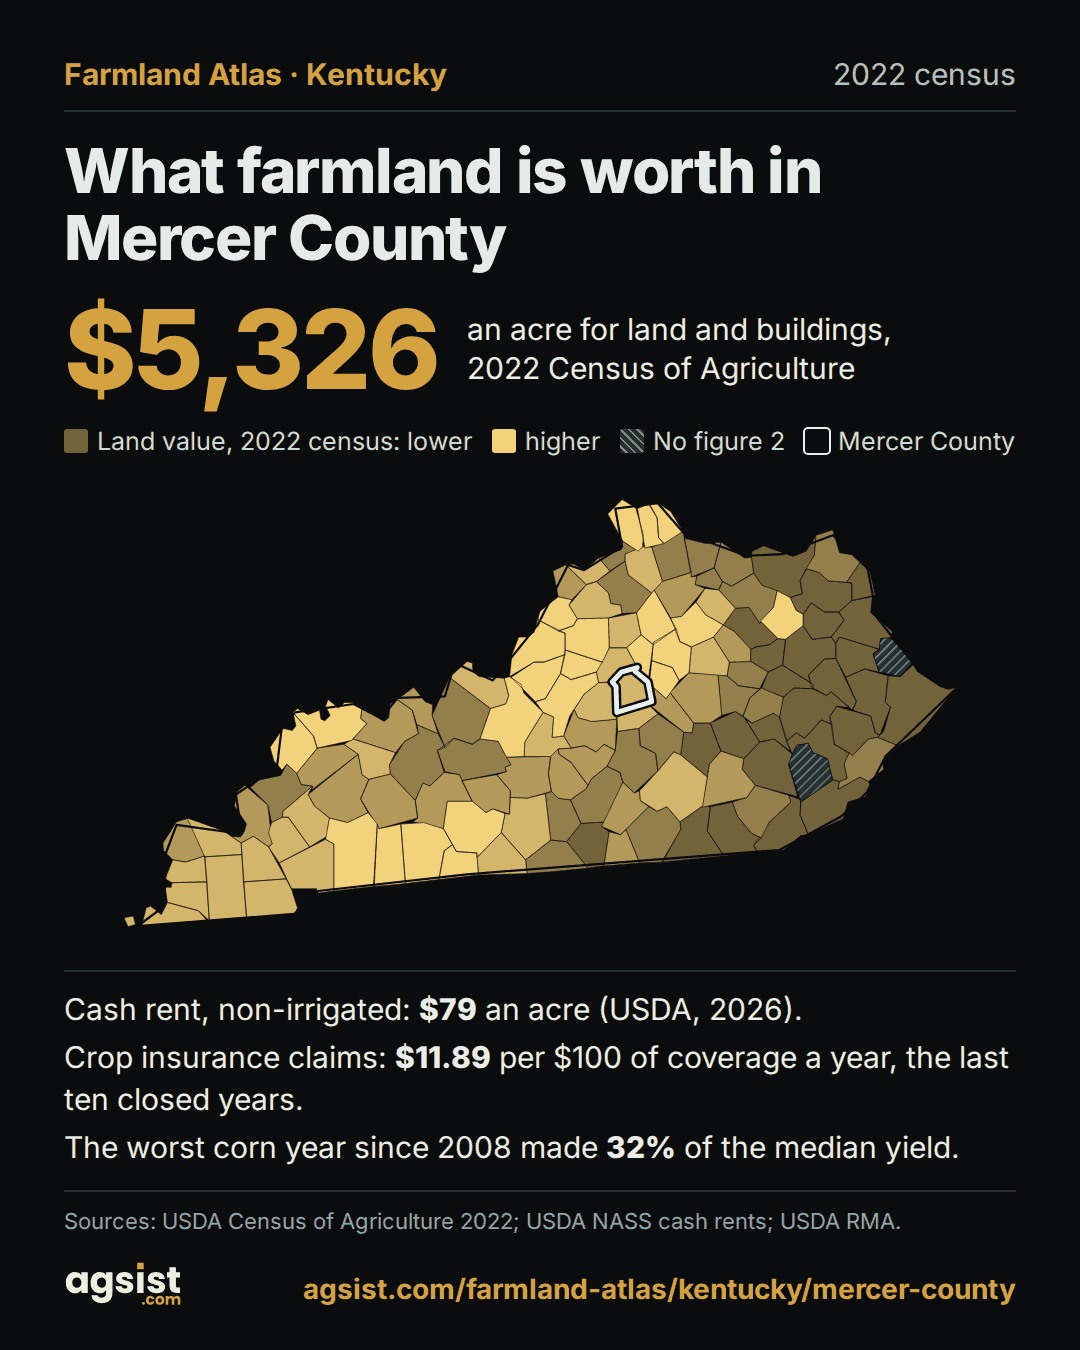 Farmland Atlas · Kentucky
2022 census
What farmland is worth in
Mercer County
$5,326
an acre for land and buildings,
2022 Census of Agriculture
Land value, 2022 census: lower
higher
No figure 2
Mercer County
Cash rent, non-irrigated: $79 an acre (USDA, 2026).
Crop insurance claims: $11.89 per $100 of coverage a year, the last
ten closed years.
The worst corn year since 2008 made 32% of the median yield.
Sources: USDA Census of Agriculture 2022; USDA NASS cash rents; USDA RMA.
agsist
.com
agsist.com/farmland-atlas/kentucky/mercer-county